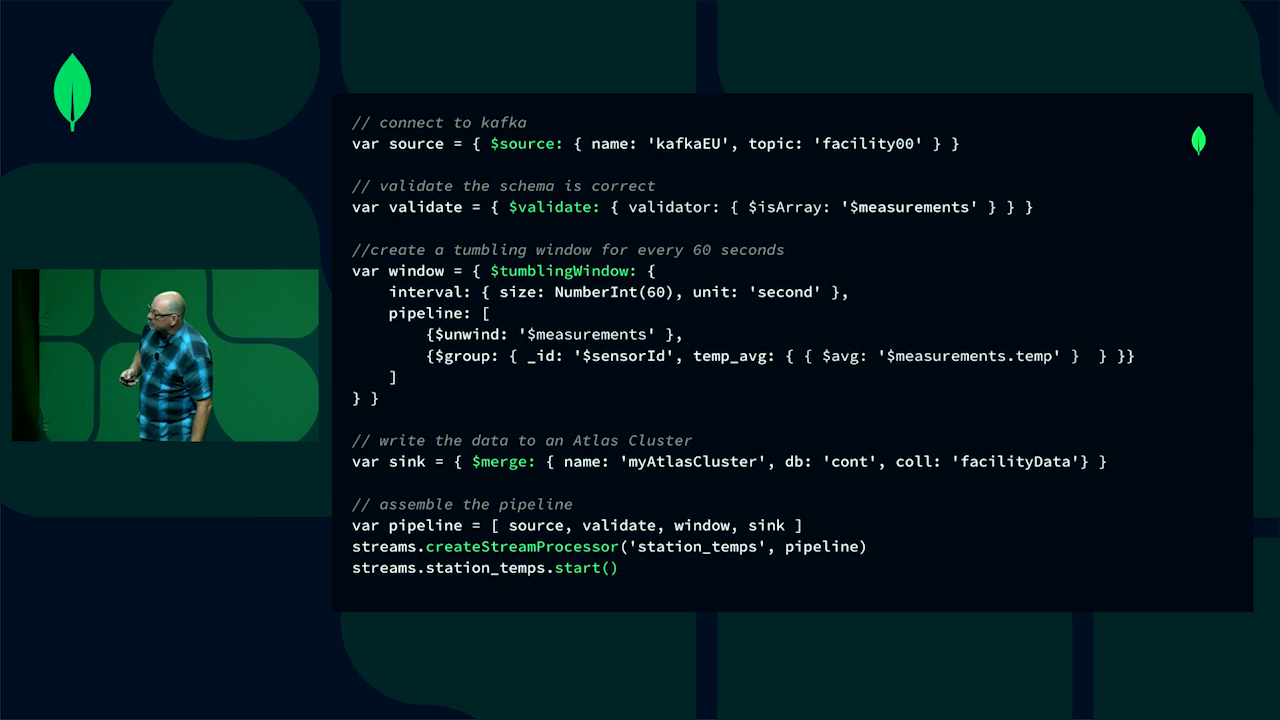 // connect to kafka
var source = { $source: { name: 'kafkaEU', topic: 'facility00' } }
// validate the schema is correct
var validate = { $validate: { validator: { $isArray: '$measurements' } } }
//create a tumbling window for every 60 seconds
var window = { $tumblingWindow: {
interval: { size: NumberInt(60), unit: 'second' },
pipeline: [
{$unwind: '$measurements' },
{$group: { _id: '$sensorId', temp_avg: { { $avg: '$measurements.temp' }  } }}
]
} }
// write the data to an Atlas Cluster
var sink = { $merge: { name: 'myAtlasCluster', db: 'cont', coll: 'facilityData'} }
// assemble the pipeline
var pipeline = [ source, validate, window, sink ]
streams.createStreamProcessor('station_temps', pipeline)
streams.station_temps.start()